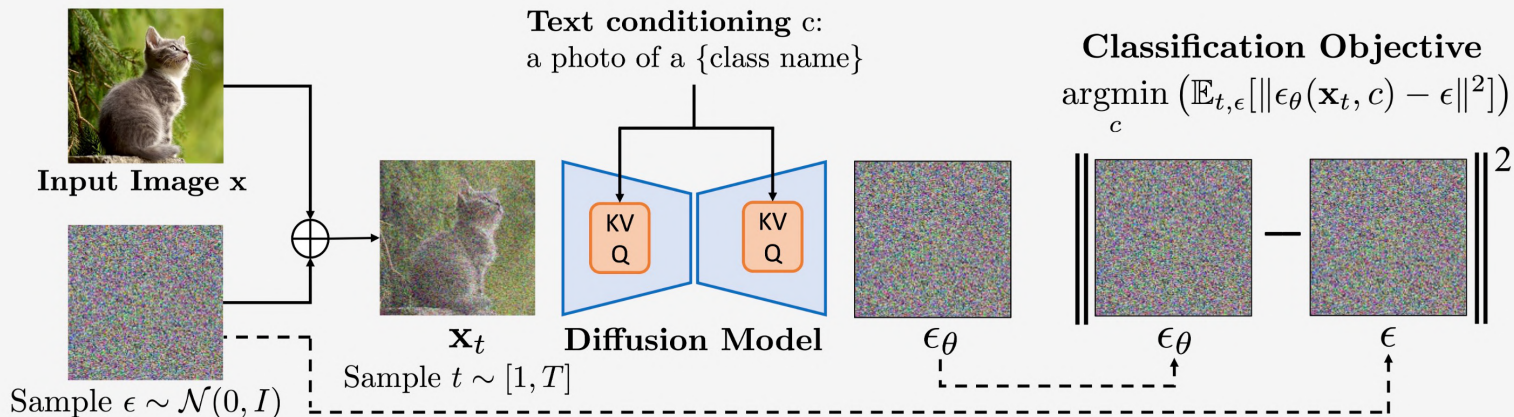 Text conditioning c:
a photo of a {class name}
Classification Objective
argmin_c (𝔼_{t,ϵ}[‖ϵ_θ(𝐱_t, c) − ϵ‖²])
Input Image x
KV
Q
KV
Q
2
𝐱_t
Diffusion Model
ϵ_θ
ϵ_θ
−
ϵ
Sample t ∼ [1, T]
Sample ϵ ∼ 𝒩(0, I)